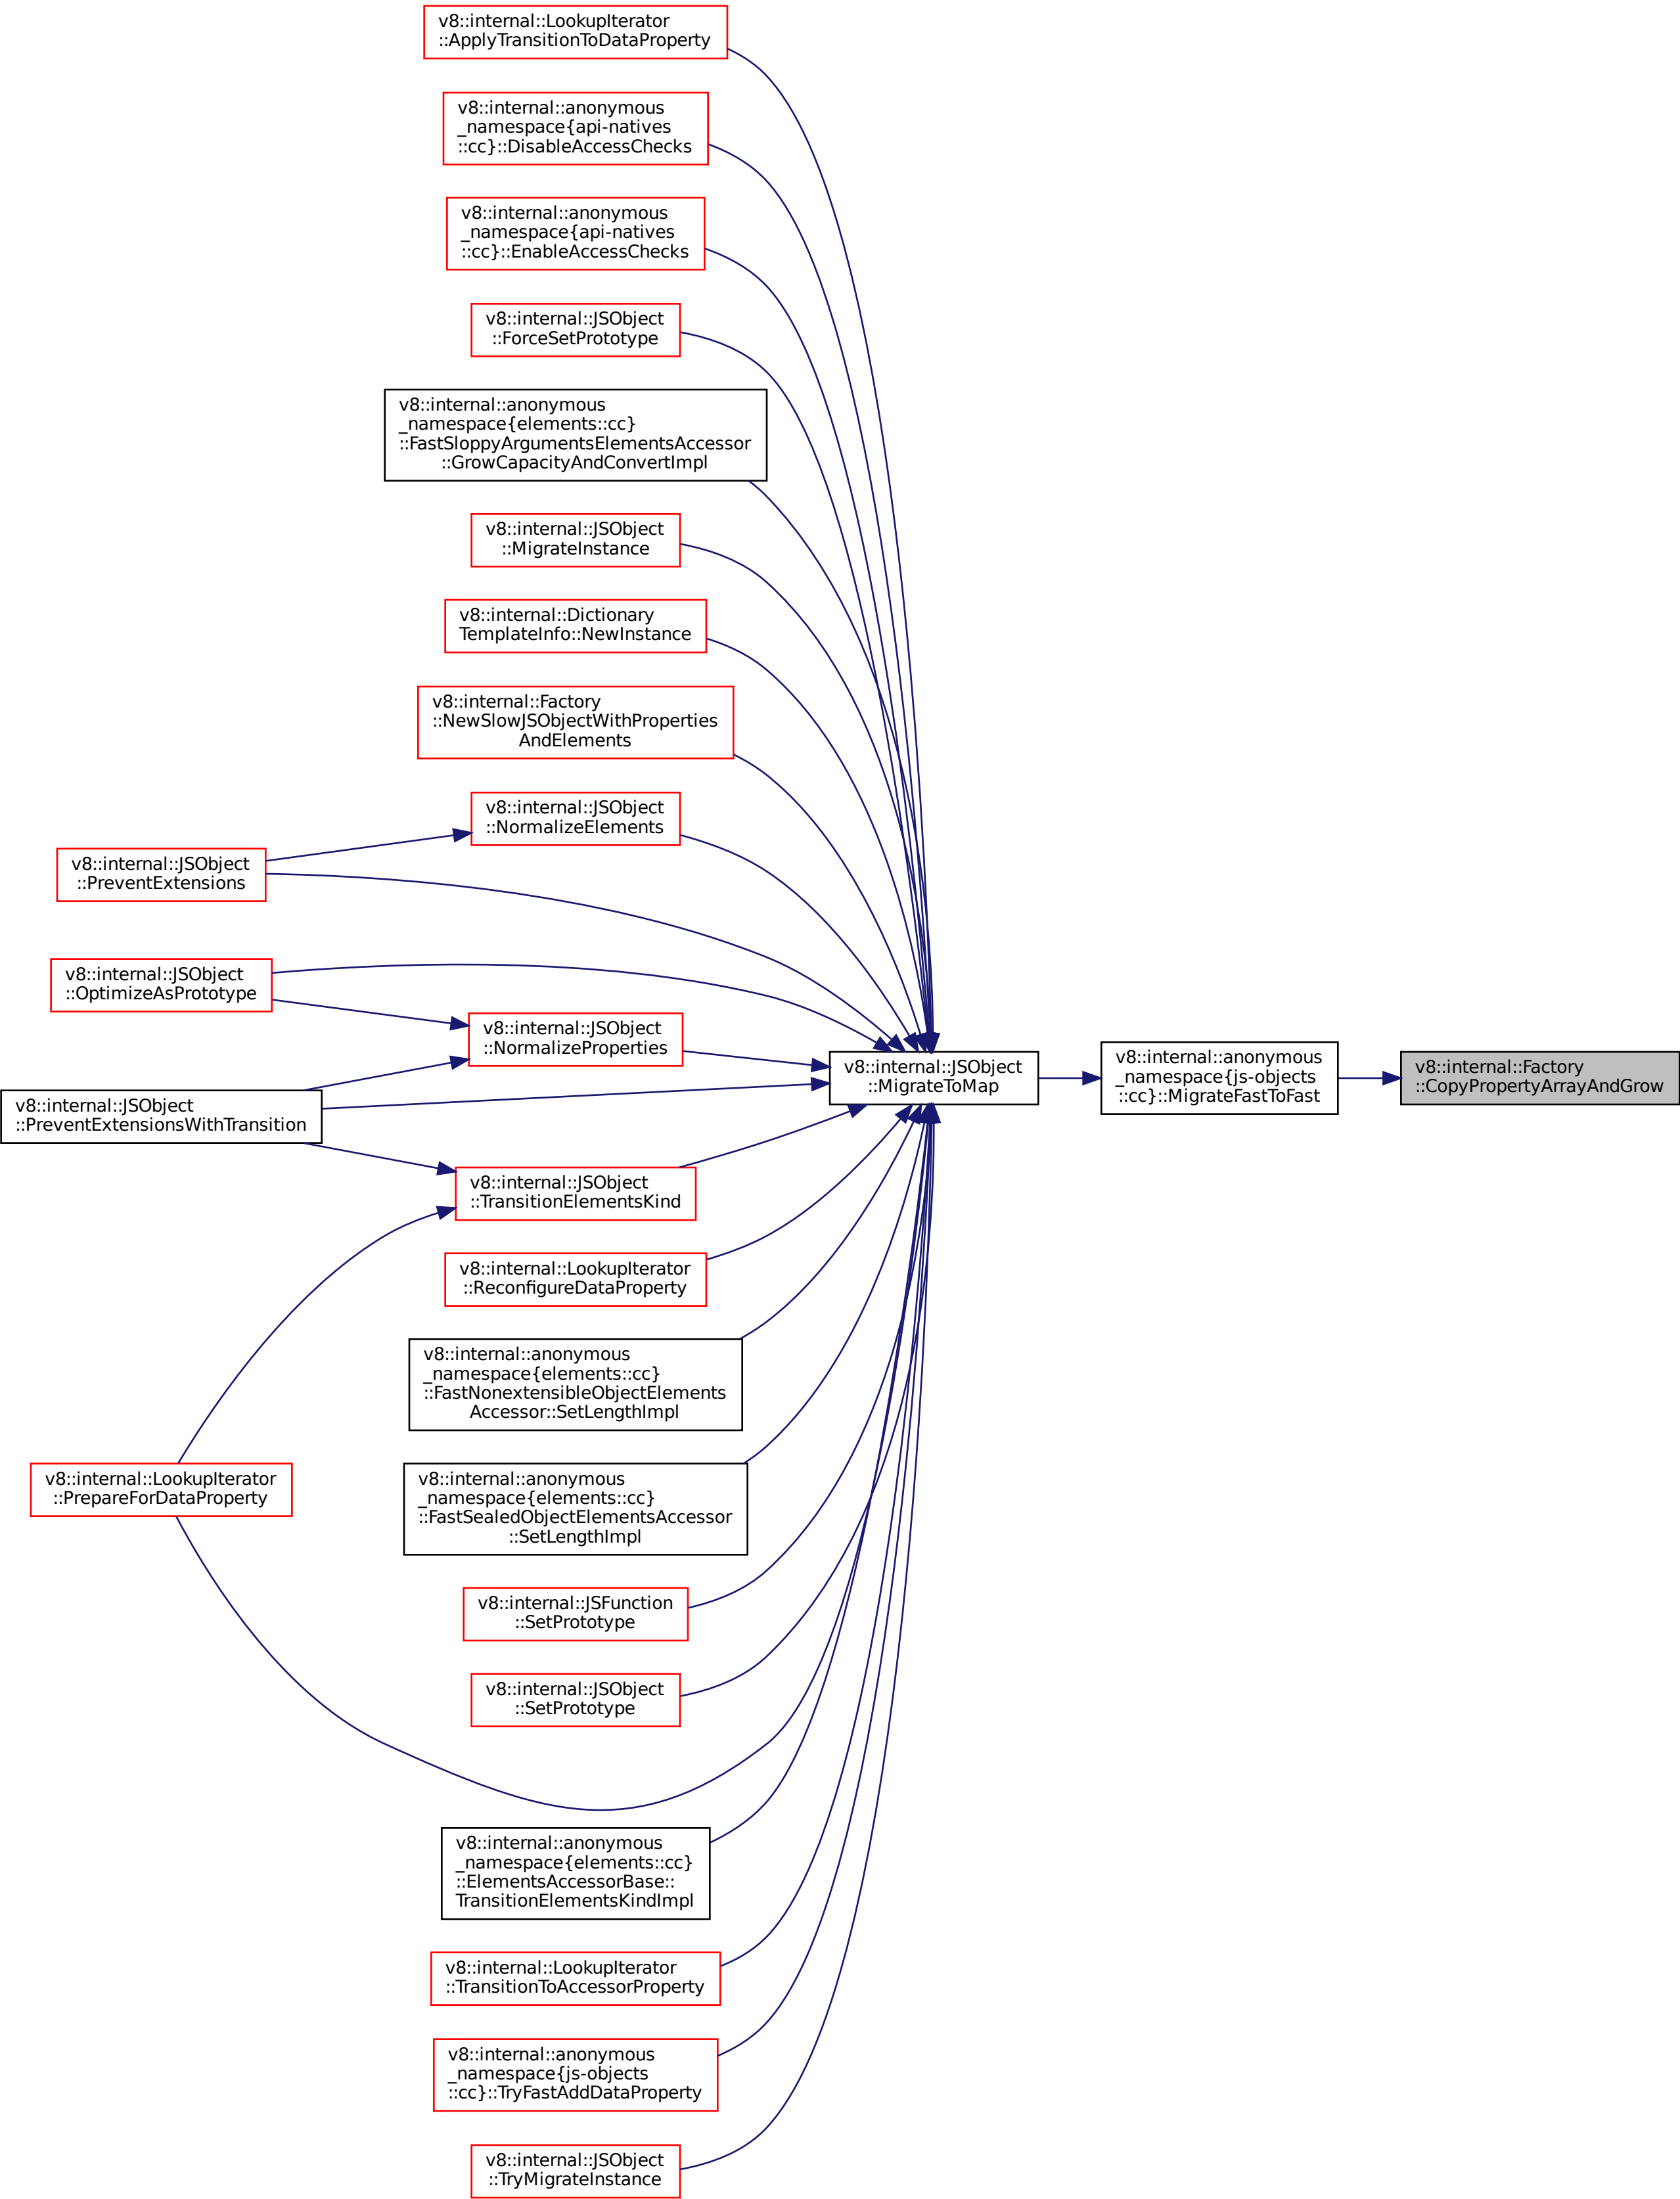 v8::internal::LookupIterator
::ApplyTransitionToDataProperty
v8::internal::anonymous
_namespace{api-natives
::cc}::DisableAccessChecks
v8::internal::anonymous
_namespace{api-natives
::cc}::EnableAccessChecks
v8::internal::JSObject
::ForceSetPrototype
v8::internal::anonymous
_namespace{elements::cc}
::FastSloppyArgumentsElementsAccessor
::GrowCapacityAndConvertImpl
v8::internal::JSObject
::MigrateInstance
v8::internal::Dictionary
TemplateInfo::NewInstance
v8::internal::Factory
::NewSlowJSObjectWithProperties
AndElements
v8::internal::JSObject
::NormalizeElements
v8::internal::JSObject
::PreventExtensions
v8::internal::JSObject
::OptimizeAsPrototype
v8::internal::JSObject
::NormalizeProperties
v8::internal::JSObject
::MigrateToMap
v8::internal::anonymous
_namespace{js-objects
::cc}::MigrateFastToFast
v8::internal::Factory
::CopyPropertyArrayAndGrow
v8::internal::JSObject
::PreventExtensionsWithTransition
v8::internal::JSObject
::TransitionElementsKind
v8::internal::LookupIterator
::ReconfigureDataProperty
v8::internal::anonymous
_namespace{elements::cc}
::FastNonextensibleObjectElements
Accessor::SetLengthImpl
v8::internal::LookupIterator
::PrepareForDataProperty
v8::internal::anonymous
_namespace{elements::cc}
::FastSealedObjectElementsAccessor
::SetLengthImpl
v8::internal::JSFunction
::SetPrototype
v8::internal::JSObject
::SetPrototype
v8::internal::anonymous
_namespace{elements::cc}
::ElementsAccessorBase::
TransitionElementsKindImpl
v8::internal::LookupIterator
::TransitionToAccessorProperty
v8::internal::anonymous
_namespace{js-objects
::cc}::TryFastAddDataProperty
v8::internal::JSObject
::TryMigrateInstance